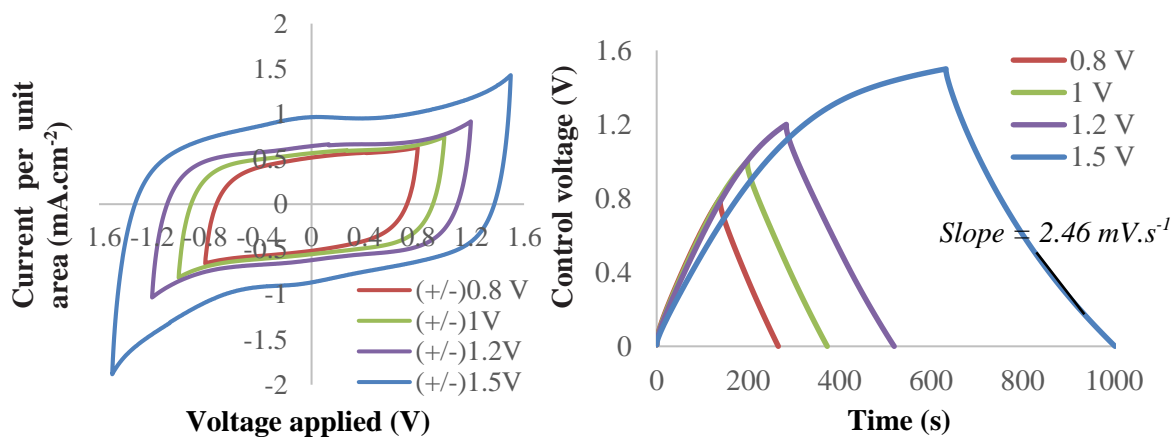 Current per unit
area (mA.cm-2)
2
1.5
1
0.5
0
-0.5
-1
-1.5
-2
1.6 -1.2 -0.8 -0.4 0 0.4 0.8 1.2 1.6
(+/-)0.8 V
(+/-)1V
(+/-)1.2V
(+/-)1.5V
Voltage applied (V)
Control voltage (V)
1.6
1.2
0.8
0.4
0
0 200 400 600 800 1000
0.8 V
1 V
1.2 V
1.5 V
Slope = 2.46 mV.s-1
Time (s)